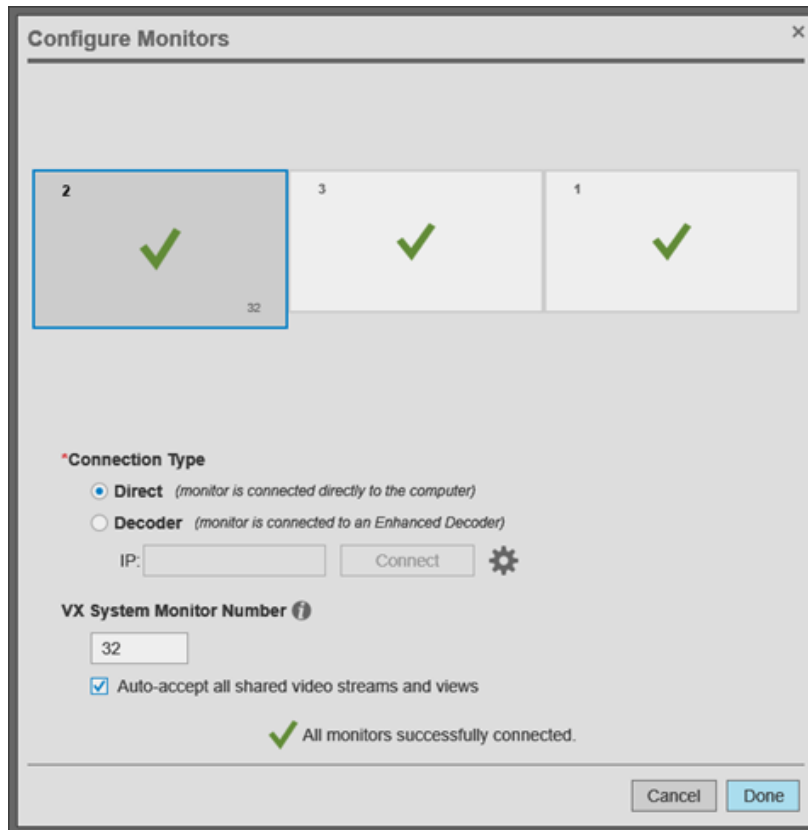 Configure Monitors
2
3
1
32
*Connection Type
Direct (monitor is connected directly to the computer)
Decoder (monitor is connected to an Enhanced Decoder)
IP: Connect
VX System Monitor Number i
32
Auto-accept all shared video streams and views
All monitors successfully connected.
Cancel Done